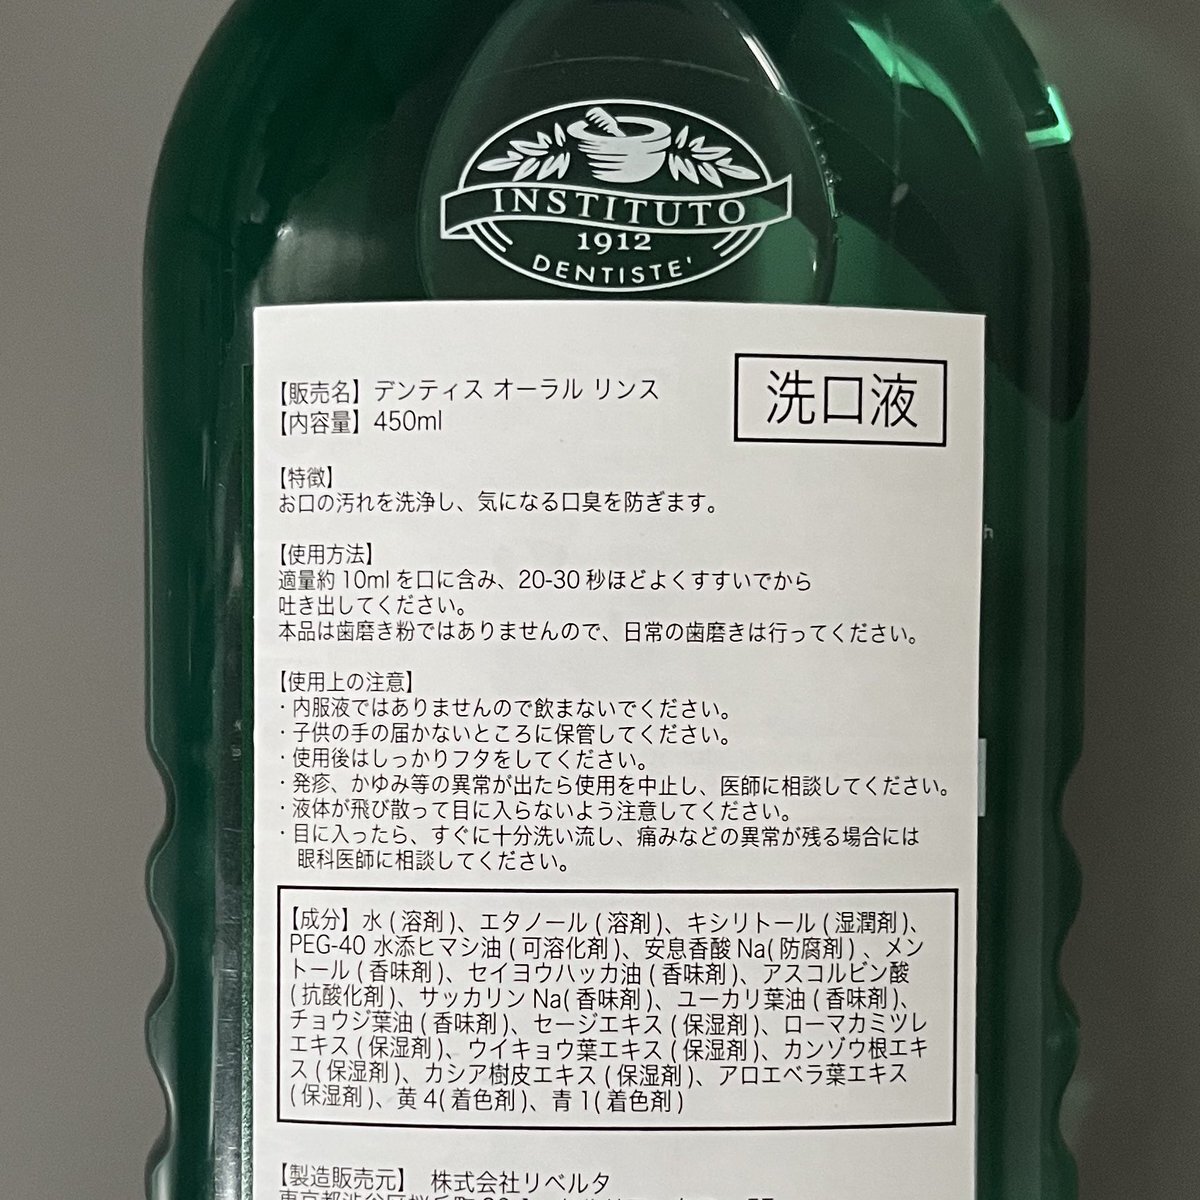 INSTITUTO
1912
DENTISTE'
【販売名】デンティス オーラル リンス
【内容量】450ml
洗口液
【特徴】
お口の汚れを洗浄し、気になる口臭を防ぎます。
【使用方法】
適量約10mlを口に含み、20-30秒ほどよくすすいでから
吐き出してください。
本品は歯磨き粉ではありませんので、日常の歯磨きは行ってください。
【使用上の注意】
・内服液ではありませんので飲まないでください。
・子供の手の届かないところに保管してください。
・使用後はしっかりフタをしてください。
・発疹、かゆみ等の異常が出たら使用を中止し、医師に相談してください。
・液体が飛び散って目に入らないよう注意してください。
・目に入ったら、すぐに十分洗い流し、痛みなどの異常が残る場合には
眼科医師に相談してください。
【成分】水(溶剤)、エタノール(溶剤)、キシリトール(湿潤剤)、
PEG-40水添ヒマシ油(可溶化剤)、安息香酸Na(防腐剤)、メン
トール(香味剤)、セイヨウハッカ油(香味剤)、アスコルビン酸
(抗酸化剤)、サッカリンNa(香味剤)、ユーカリ葉油(香味剤)、
チョウジ葉油(香味剤)、セージエキス(保湿剤)、ローマカミツレ
エキス(保湿剤)、ウイキョウ葉エキス(保湿剤)、カンゾウ根エキ
ス(保湿剤)、カシア樹皮エキス(保湿剤)、アロエベラ葉エキス
(保湿剤)、黄4(着色剤)、青1(着色剤)
【製造販売元】 株式会社リベルタ
東京都渋谷区桜丘町